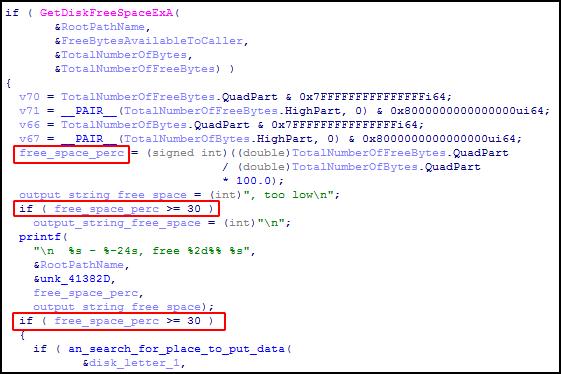 if ( GetDiskFreeSpaceExA(
&RootPathName,
&FreeBytesAvailableToCaller,
&TotalNumberOfBytes,
&TotalNumberOfFreeBytes) )
{
v70 = TotalNumberOfFreeBytes.QuadPart & 0x7FFFFFFFFFFFFFFFi64;
v71 = __PAIR__(TotalNumberOfFreeBytes.HighPart, 0) & 0x8000000000000000ui64;
v66 = TotalNumberOfBytes.QuadPart & 0x7FFFFFFFFFFFFFFFi64;
v67 = __PAIR__(TotalNumberOfBytes.HighPart, 0) & 0x8000000000000000ui64;
free_space_perc = (signed int)((double)TotalNumberOfFreeBytes.QuadPart
/ (double)TotalNumberOfBytes.QuadPart
* 100.0);
output_string_free_space = (int)", too low\n";
if ( free_space_perc >= 30 )
output_string_free_space = (int)"\n";
printf(
"\n %s - %-24s, free %2d%% %s",
&RootPathName,
&unk_41382D,
free_space_perc,
output_string_free_space);
if ( free_space_perc >= 30 )
{
if ( an_search_for_place_to_put_data(
&disk_letter_1,